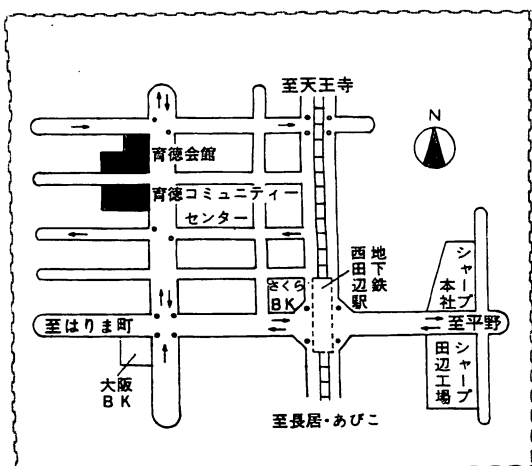 至天王寺
N
育徳会館
育徳コミュニティー
センター
地下鉄
西田辺駅
さくら
BK
シャープ
本社
至はりま町
至平野
大阪
BK
シャープ
田辺工場
至長居・あびこ